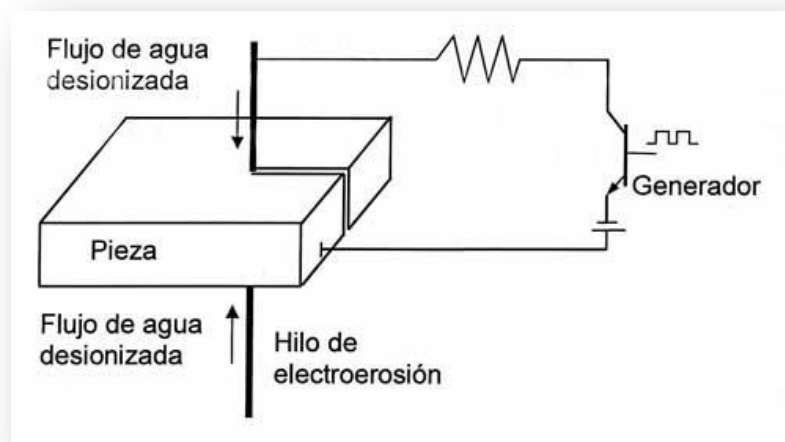 Flujo de agua
desionizada
Generador
Pieza
Flujo de agua
desionizada
Hilo de
electroerosión